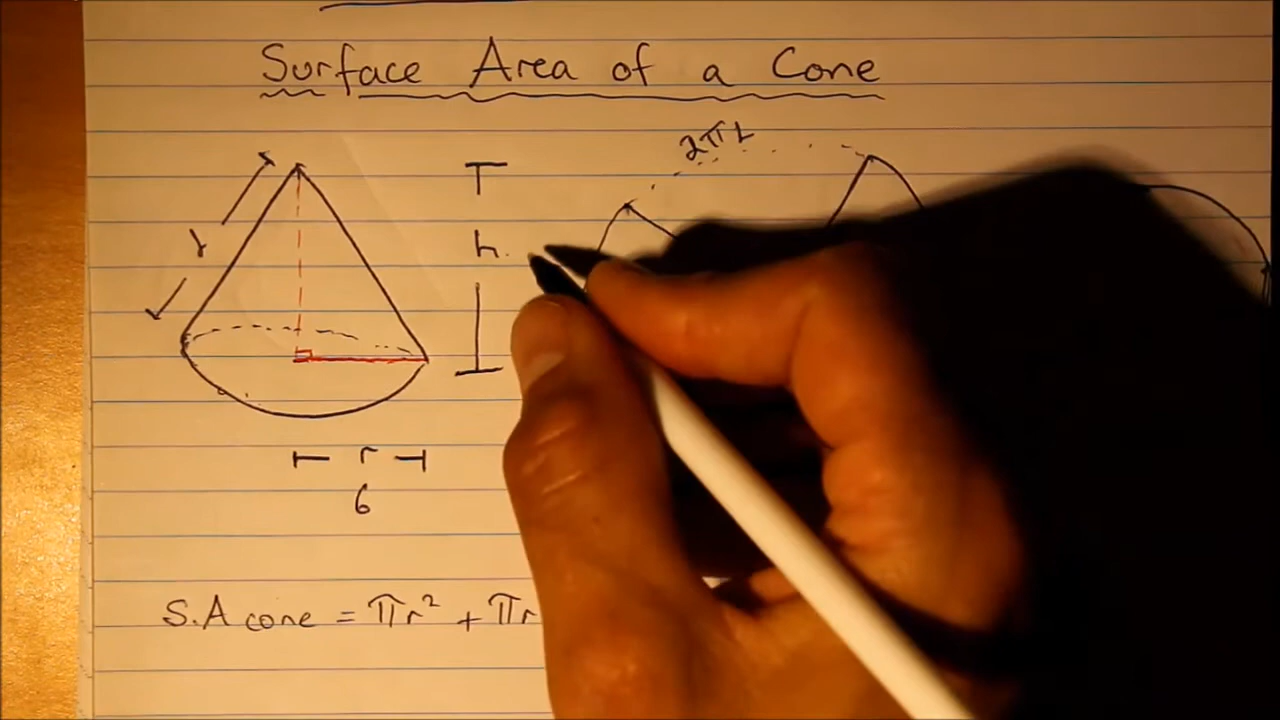 Surface Area of a Cone
2πr
h
r
6
S.A cone = πr² + πr